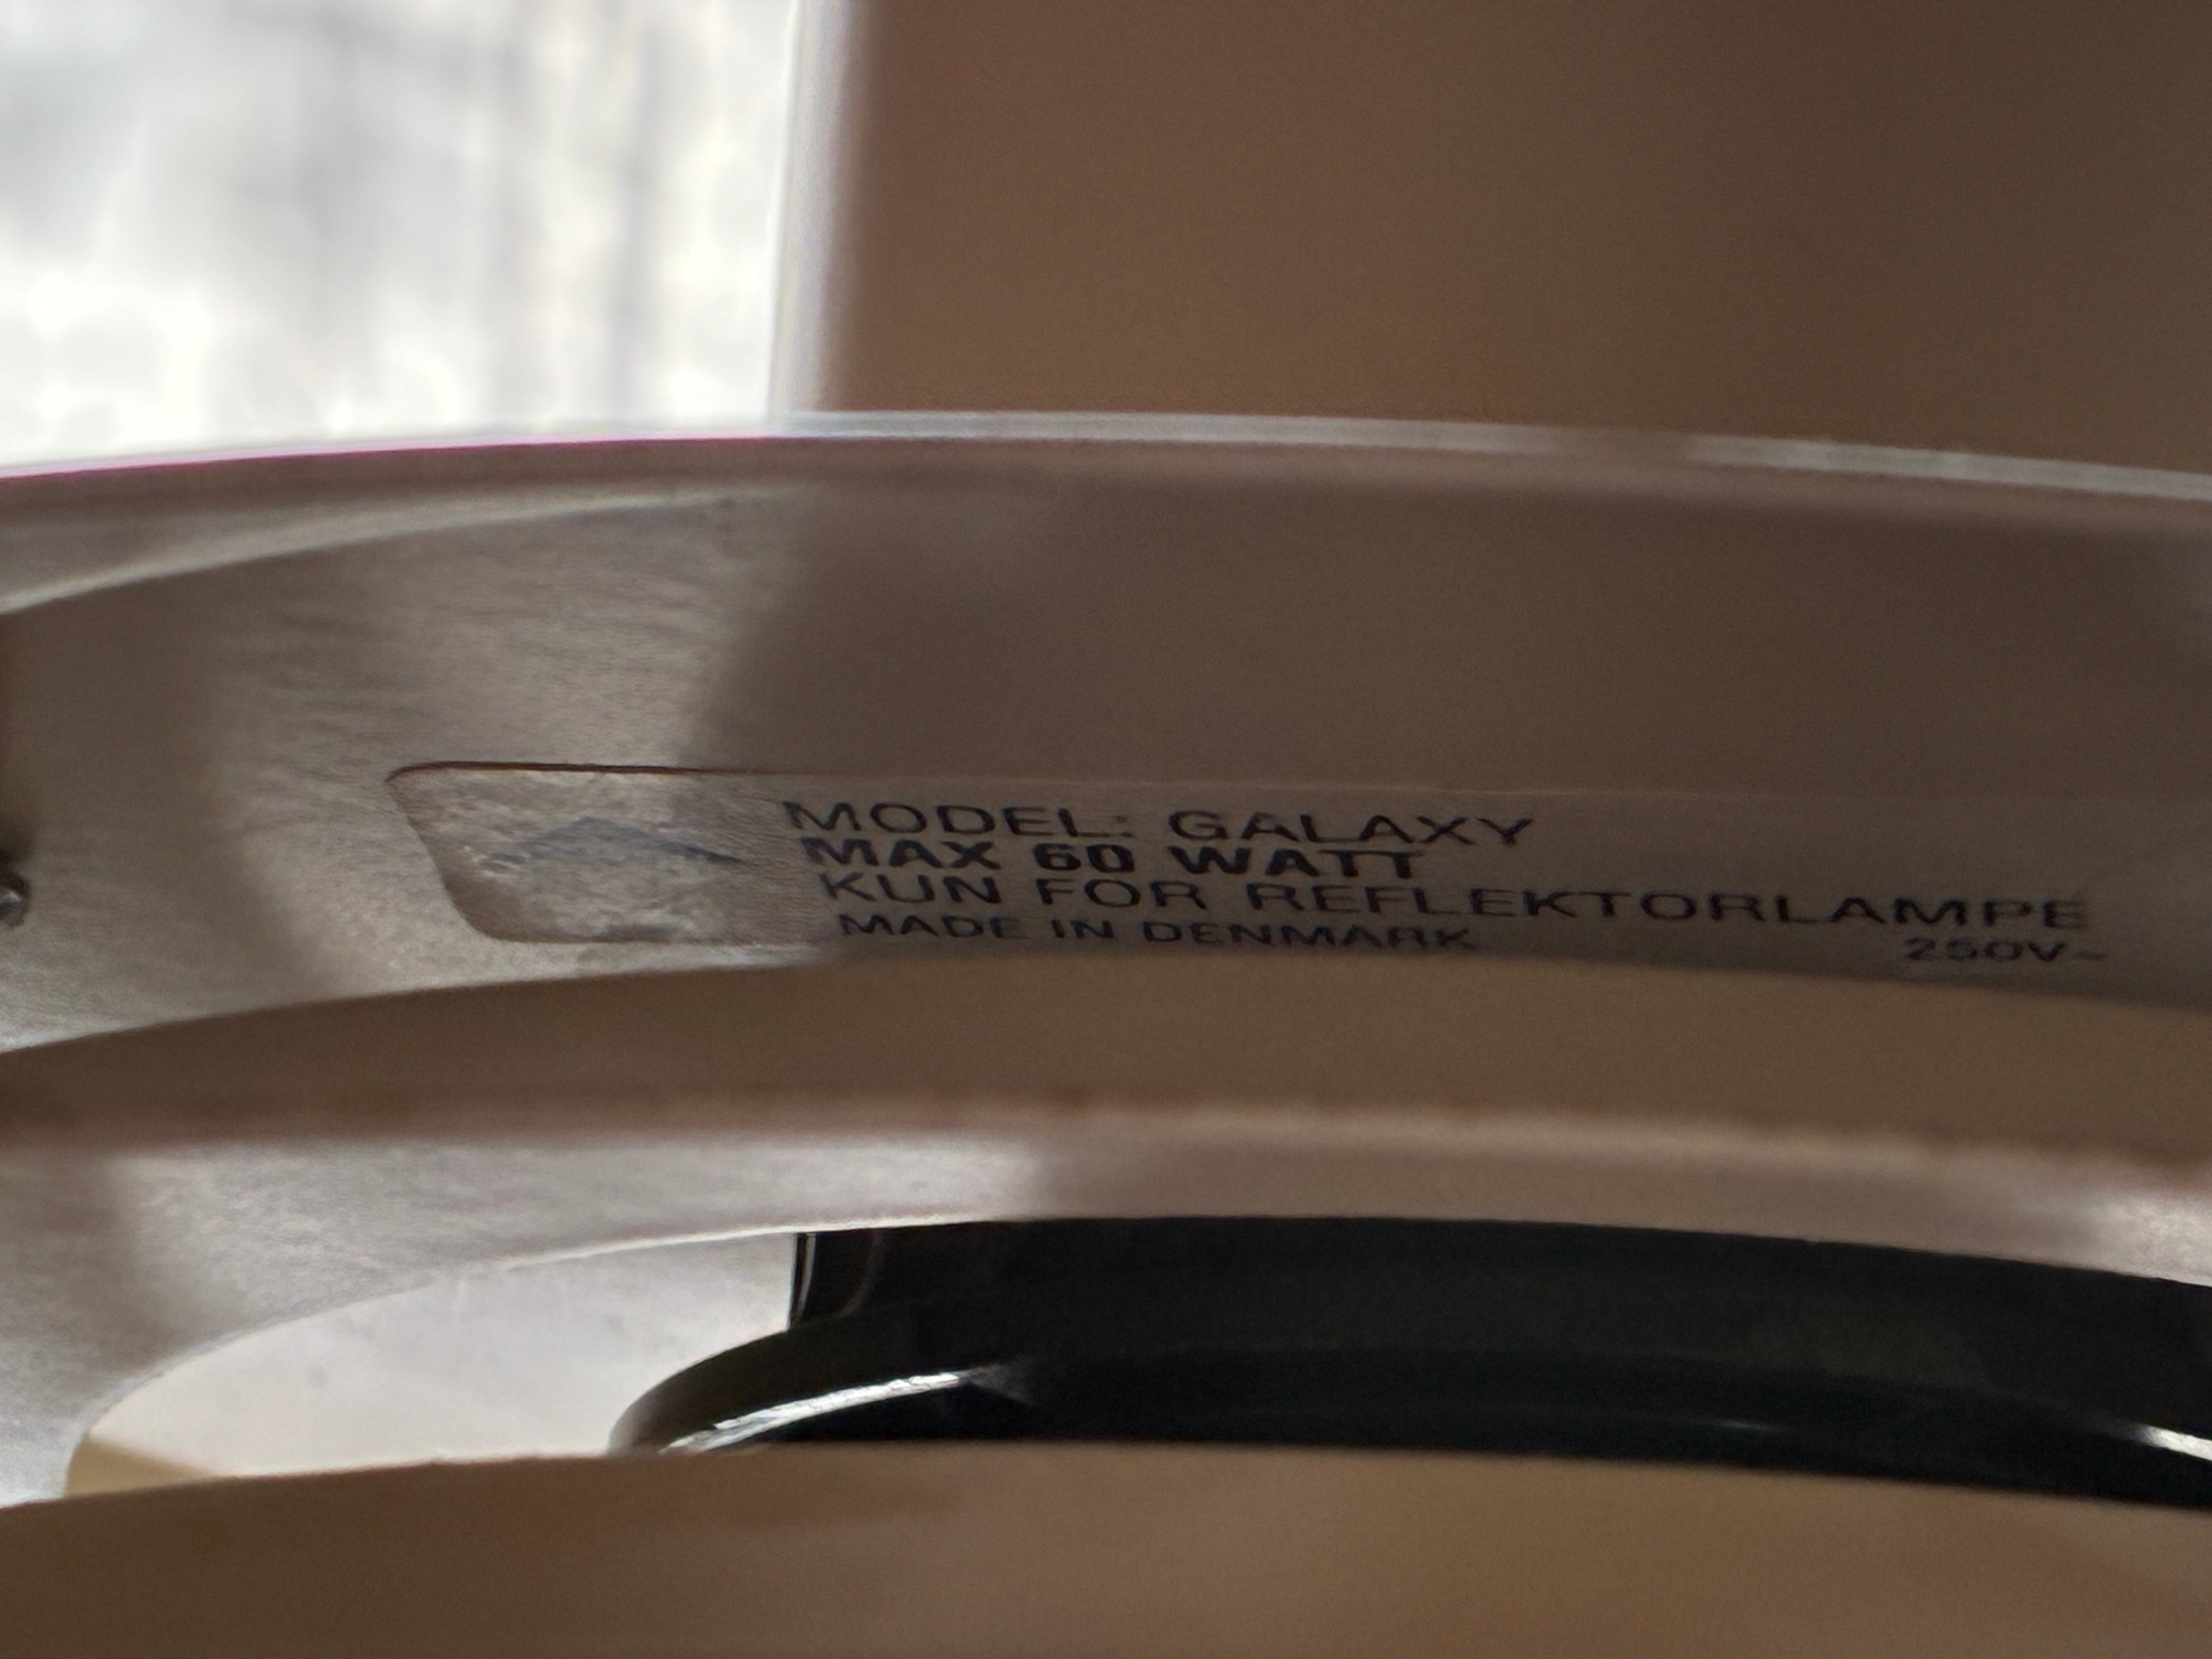 MODEL: GALAXY
MAX 60 WATT
KUN FOR REFLEKTORLAMPE
MADE IN DENMARK
250V~